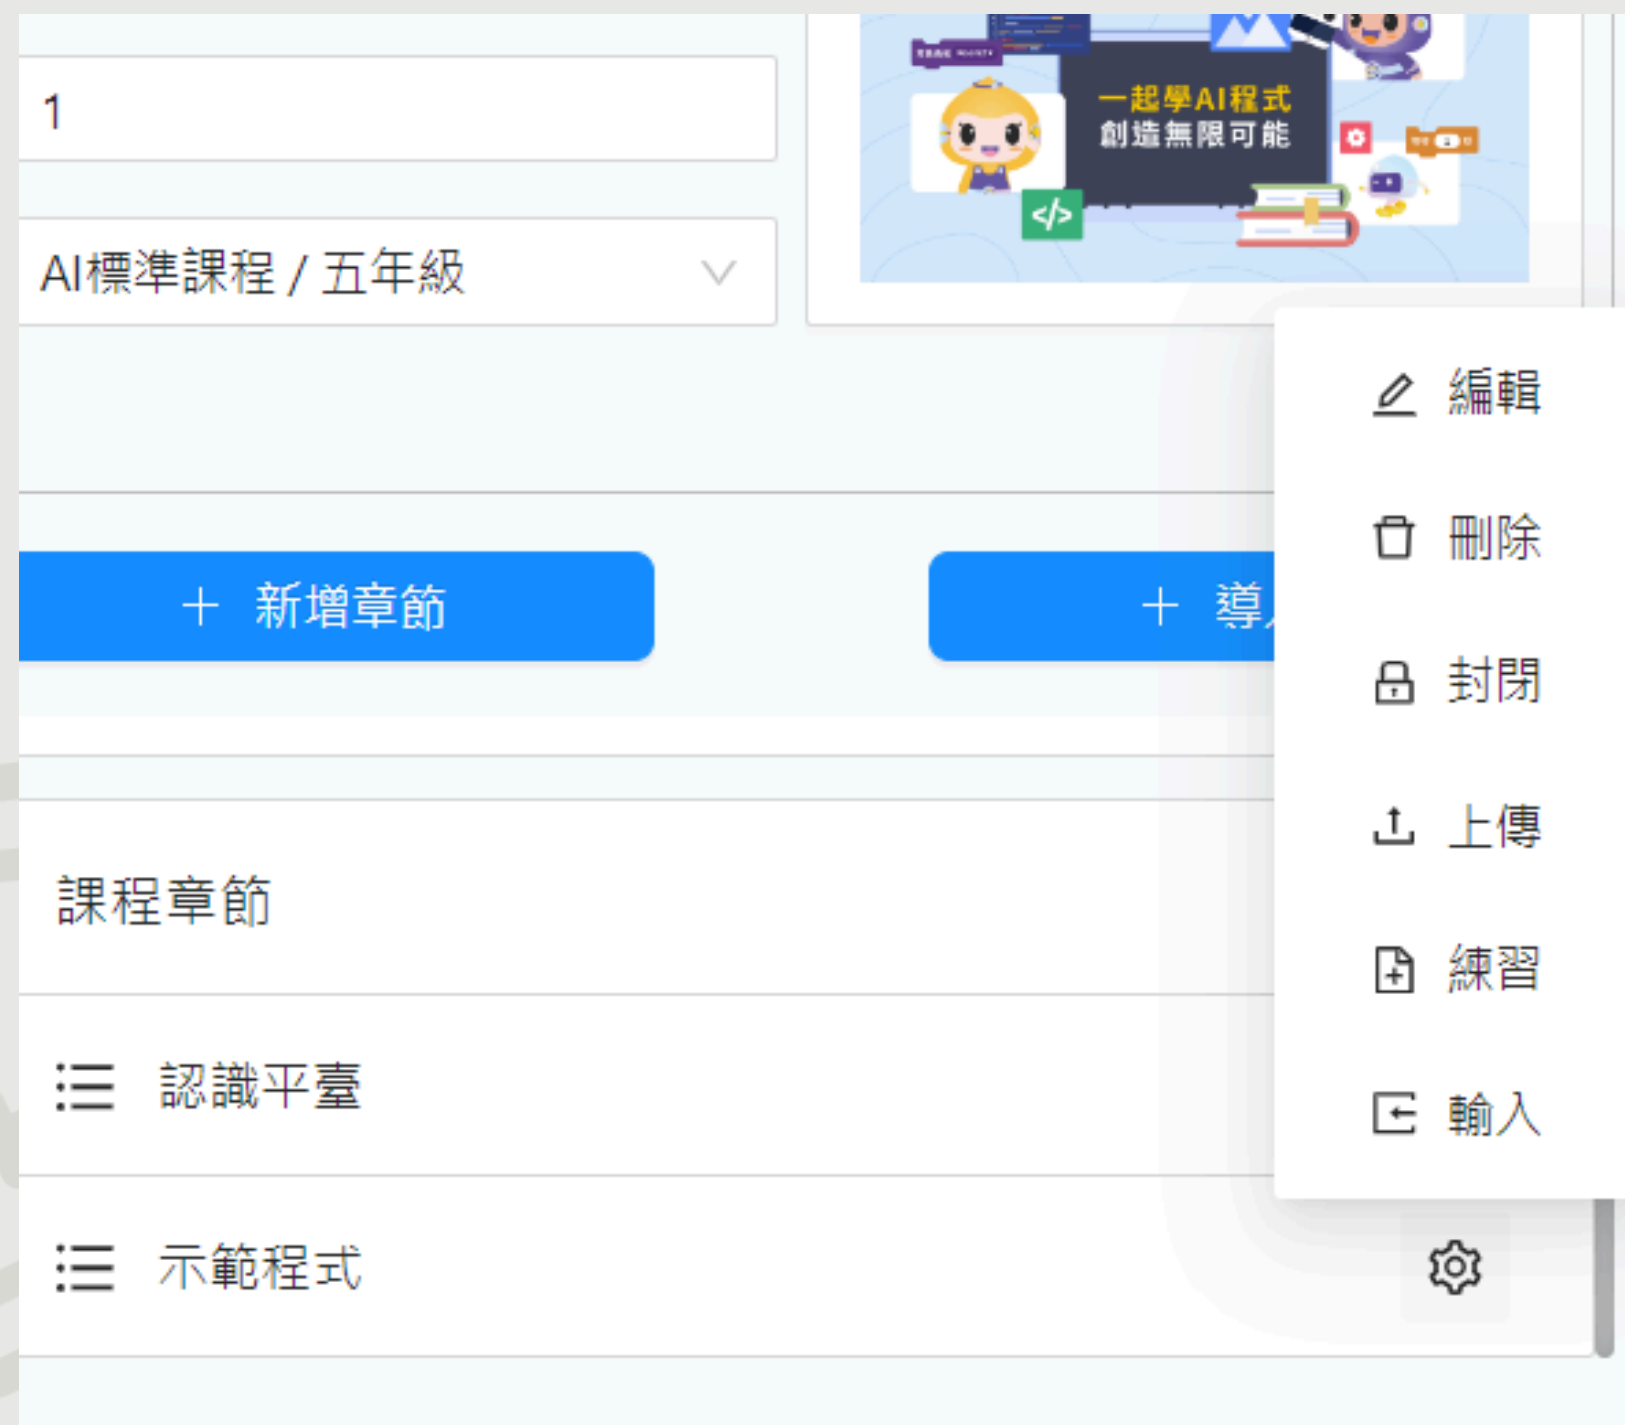 一起學AI程式
創造無限可能
</>
1
AI標準課程 / 五年級
編輯
刪除
封閉
上傳
練習
輸入
+ 新增章節
+ 導
課程章節
認識平臺
示範程式